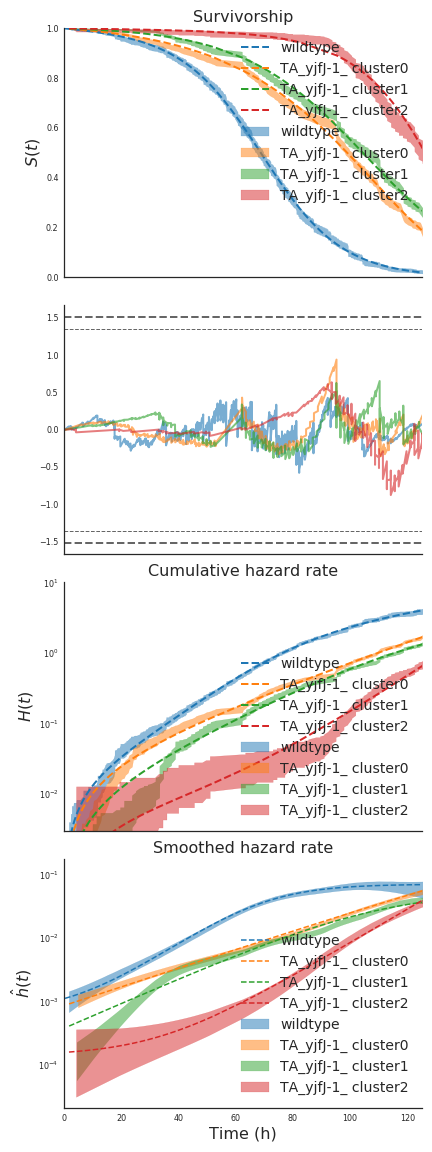 Survivorship
1.0
0.8
0.6
0.4
0.2
0.0
S(t)
wildtype
TA_yjfJ-1_ cluster0
TA_yjfJ-1_ cluster1
TA_yjfJ-1_ cluster2
wildtype
TA_yjfJ-1_ cluster0
TA_yjfJ-1_ cluster1
TA_yjfJ-1_ cluster2
1.5
1.0
0.5
0.0
−0.5
−1.0
−1.5
Cumulative hazard rate
10¹
10⁰
10⁻¹
10⁻²
H(t)
wildtype
TA_yjfJ-1_ cluster0
TA_yjfJ-1_ cluster1
TA_yjfJ-1_ cluster2
wildtype
TA_yjfJ-1_ cluster0
TA_yjfJ-1_ cluster1
TA_yjfJ-1_ cluster2
Smoothed hazard rate
10⁻¹
10⁻²
10⁻³
10⁻⁴
ĥ(t)
wildtype
TA_yjfJ-1_ cluster0
TA_yjfJ-1_ cluster1
TA_yjfJ-1_ cluster2
wildtype
TA_yjfJ-1_ cluster0
TA_yjfJ-1_ cluster1
TA_yjfJ-1_ cluster2
0 20 40 60 80 100 120
Time (h)